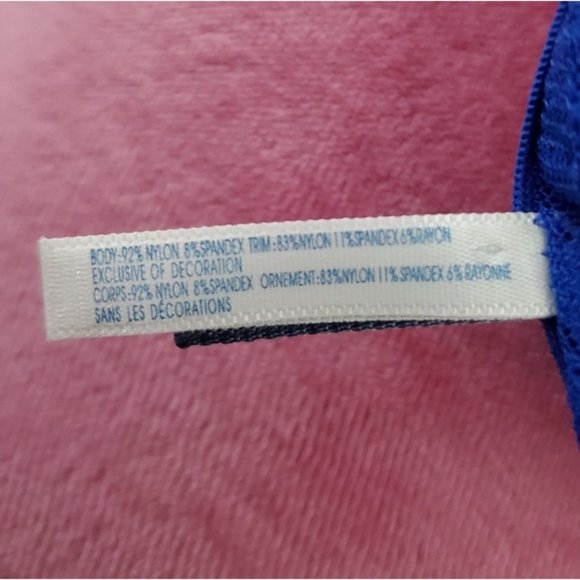 BODY:92% NYLON 8%SPANDEX TRIM:83%NYLON 11%SPANDEX 6%RAYON
EXCLUSIVE OF DECORATION
CORPS:92% NYLON 8%SPANDEX ORNEMENT:83%NYLON 11%SPANDEX 6% RAYONNE
SANS LES DÉCORATIONS